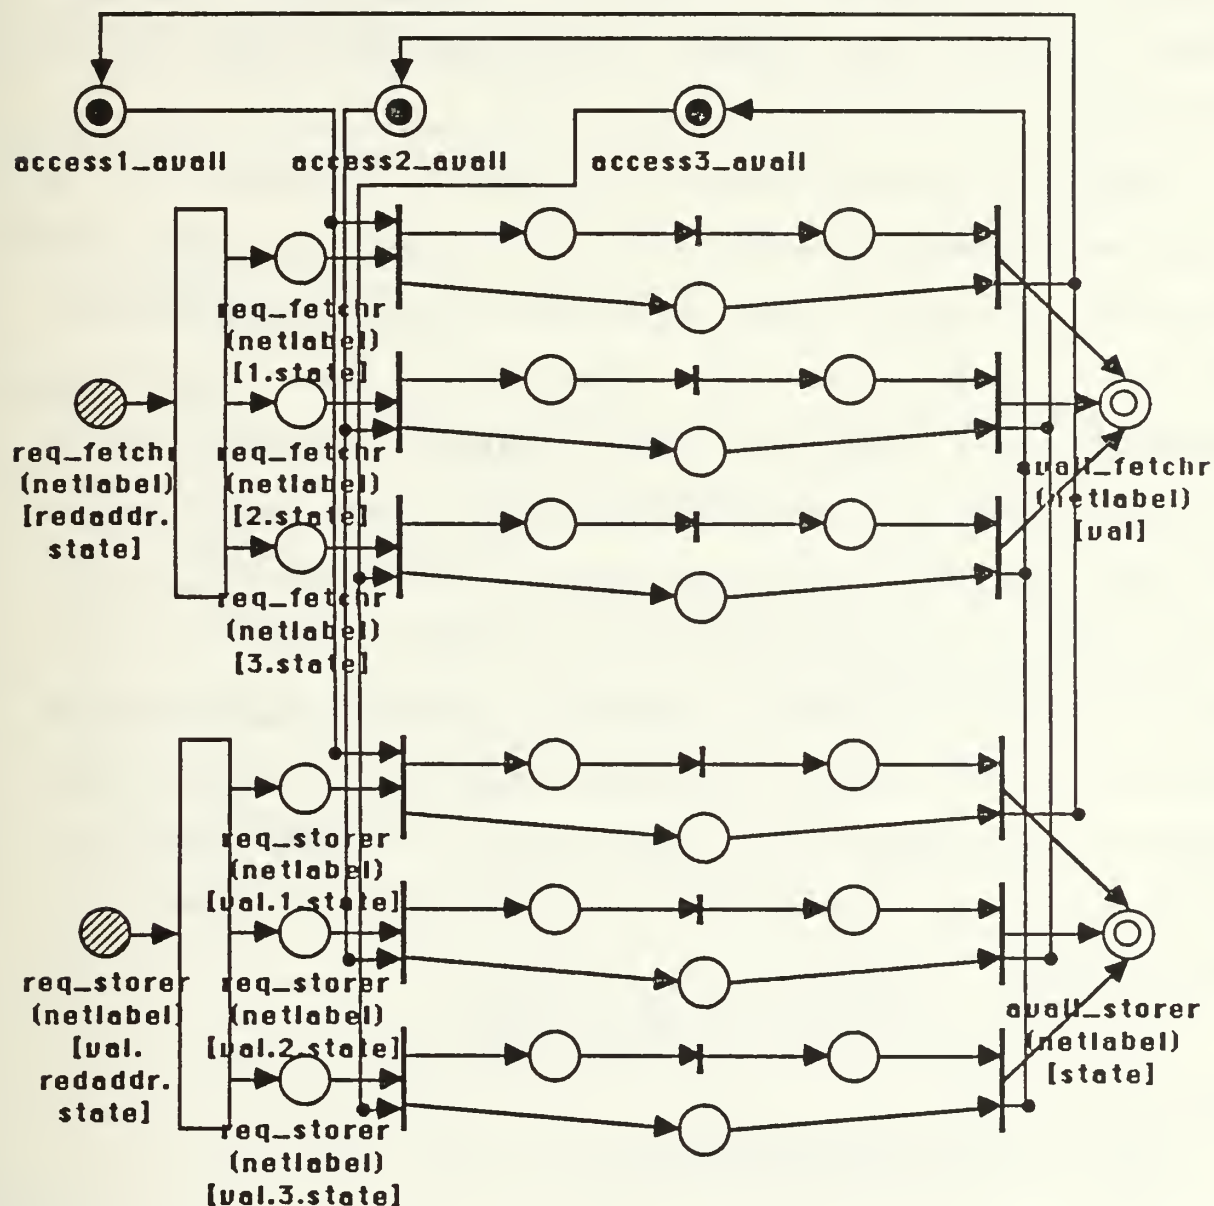 access1_avail
access2_avail
access3_avail
req_fetchr
(netlabel)
[1.state]
req_fetchr
(netlabel)
[redaddr.
state]
req_fetchr
(netlabel)
[2.state]
avail_fetchr
(netlabel)
[val]
req_fetchr
(netlabel)
[3.state]
req_storer
(netlabel)
[val.1.state]
req_storer
(netlabel)
[val.
redaddr.
state]
req_storer
(netlabel)
[val.2.state]
avail_storer
(netlabel)
[state]
req_storer
(netlabel)
[val.3.state]